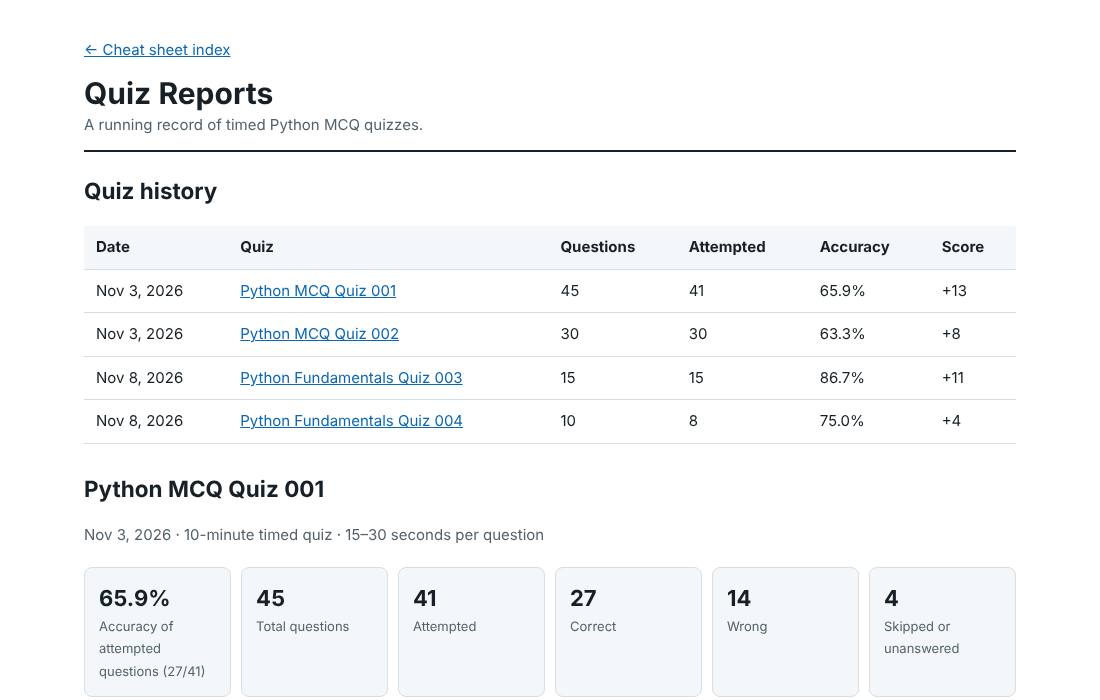 ← Cheat sheet index
Quiz Reports
A running record of timed Python MCQ quizzes.
Quiz history
Date Quiz Questions Attempted Accuracy Score
Nov 3, 2026 Python MCQ Quiz 001 45 41 65.9% +13
Nov 3, 2026 Python MCQ Quiz 002 30 30 63.3% +8
Nov 8, 2026 Python Fundamentals Quiz 003 15 15 86.7% +11
Nov 8, 2026 Python Fundamentals Quiz 004 10 8 75.0% +4
Python MCQ Quiz 001
Nov 3, 2026 · 10-minute timed quiz · 15–30 seconds per question
65.9%
Accuracy of
attempted
questions (27/41)
45
Total questions
41
Attempted
27
Correct
14
Wrong
4
Skipped or
unanswered